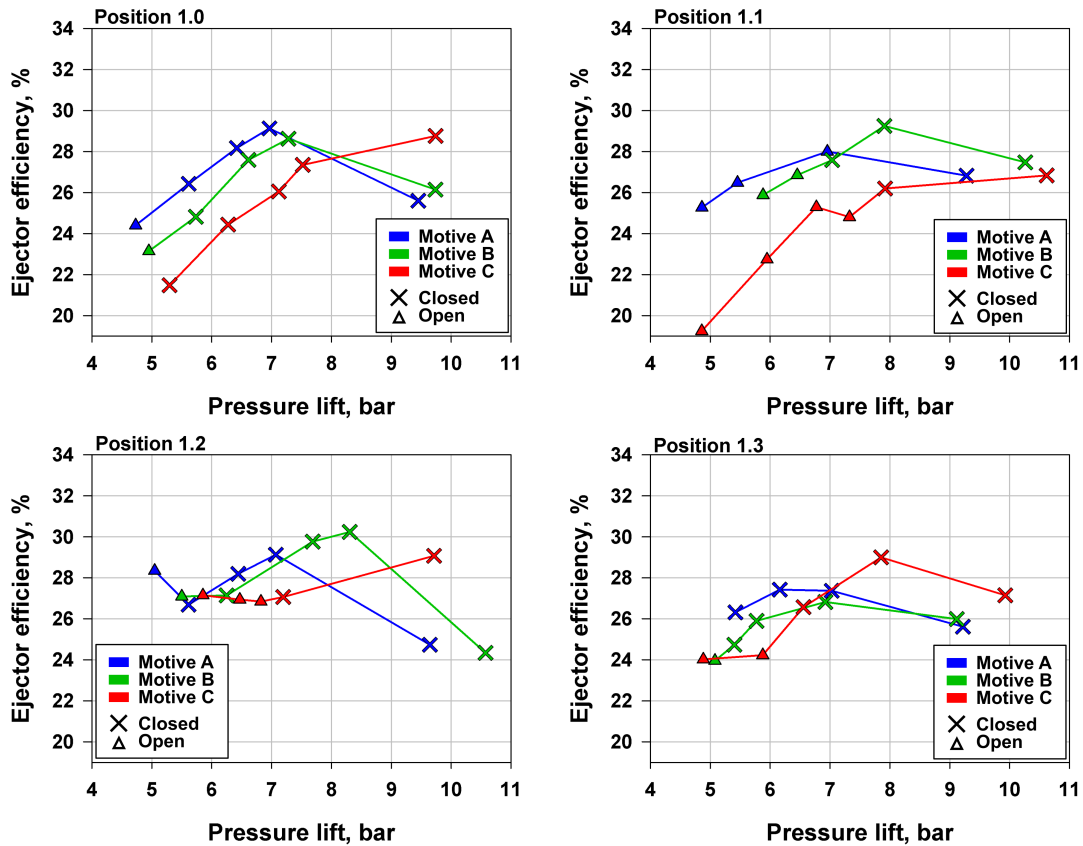 Position 1.0
34
32
30
28
26
24
22
20
Ejector efficiency, %
Motive A
Motive B
Motive C
Closed
Open
4 5 6 7 8 9 10 11
Pressure lift, bar
Position 1.1
34
32
30
28
26
24
22
20
Ejector efficiency, %
Motive A
Motive B
Motive C
Closed
Open
4 5 6 7 8 9 10 11
Pressure lift, bar
Position 1.2
34
32
30
28
26
24
22
20
Ejector efficiency, %
Motive A
Motive B
Motive C
Closed
Open
4 5 6 7 8 9 10 11
Pressure lift, bar
Position 1.3
34
32
30
28
26
24
22
20
Ejector efficiency, %
Motive A
Motive B
Motive C
Closed
Open
4 5 6 7 8 9 10 11
Pressure lift, bar